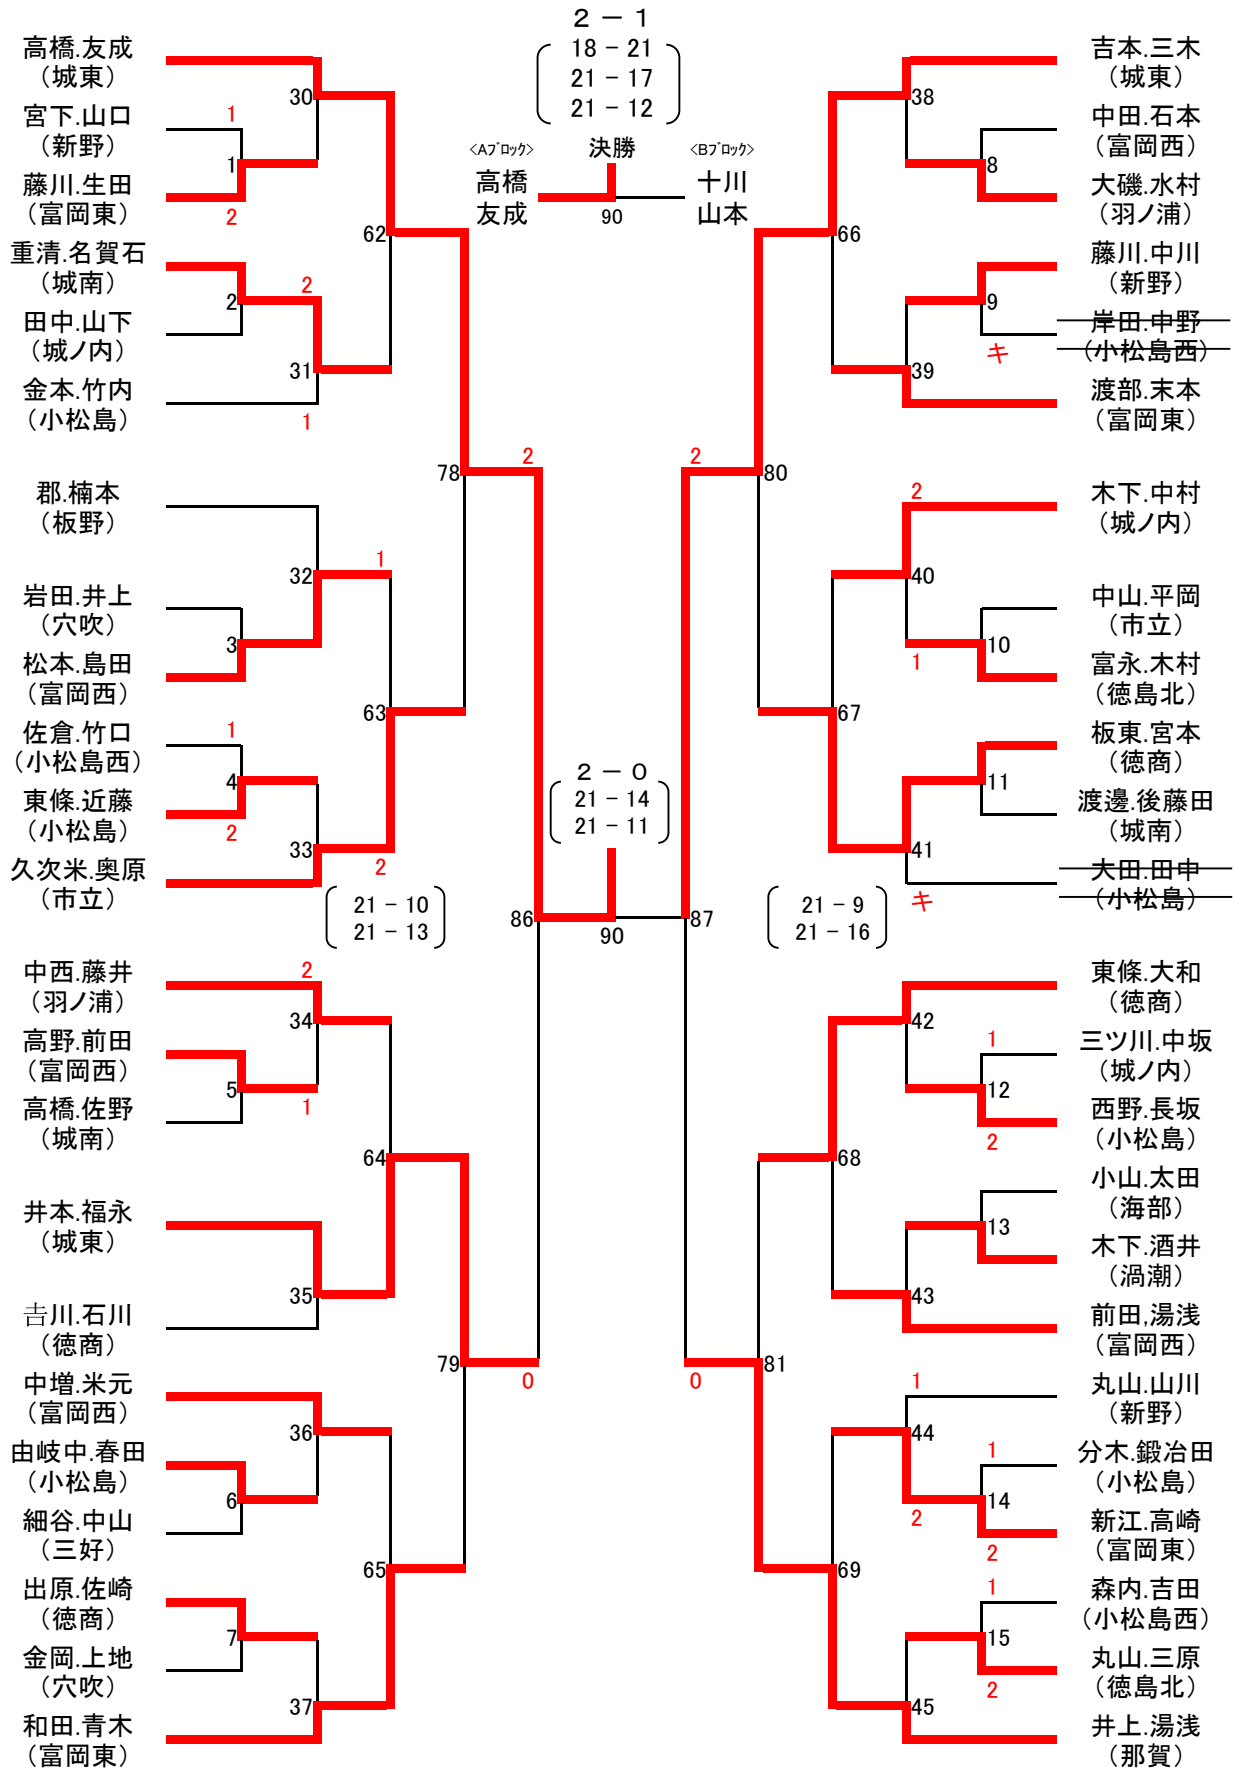 2 － 1
18 － 21
21 － 17
21 － 12
<Aブロック>
決勝
<Bブロック>
高橋
友成
90
十川
山本
高橋.友成
（城東）
30
宮下.山口
（新野）
1
1
藤川.生田
（富岡東）
2
62
重清.名賀石
（城南）
2
2
田中.山下
（城ノ内）
31
金本.竹内
（小松島）
1
78
2
郡.楠本
（板野）
32
1
岩田.井上
（穴吹）
3
松本.島田
（富岡西）
63
佐倉.竹口
（小松島西）
1
4
東條.近藤
（小松島）
2
33
2
久次米.奥原
（市立）
21 － 10
21 － 13
86
2 － 0
21 － 14
21 － 11
90
中西.藤井
（羽ノ浦）
2
34
高野.前田
（富岡西）
5
1
高橋.佐野
（城南）
64
井本.福永
（城東）
35
𠮷川.石川
（徳商）
79
0
中増.米元
（富岡西）
36
由岐中.春田
（小松島）
6
細谷.中山
（三好）
65
出原.佐崎
（徳商）
7
金岡.上地
（穴吹）
37
和田.青木
（富岡東）
吉本.三木
（城東）
38
中田.石本
（富岡西）
8
大磯.水村
（羽ノ浦）
66
藤川.中川
（新野）
9
岸田.中野
（小松島西）
キ
39
渡部.末本
（富岡東）
2
80
木下.中村
（城ノ内）
2
40
中山.平岡
（市立）
10
1
富永.木村
（徳島北）
67
板東.宮本
（徳商）
11
渡邊.後藤田
（城南）
41
大田.田中
（小松島）
キ
21 － 9
21 － 16
87
東條.大和
（徳商）
42
三ツ川.中坂
（城ノ内）
1
12
西野.長坂
（小松島）
2
68
小山.太田
（海部）
13
木下.酒井
（渦潮）
43
前田,湯浅
（富岡西）
81
0
丸山.山川
（新野）
1
44
分木.鍛冶田
（小松島）
1
14
2
新江.高崎
（富岡東）
2
69
森内.吉田
（小松島西）
1
15
丸山.三原
（徳島北）
2
45
井上.湯浅
（那賀）